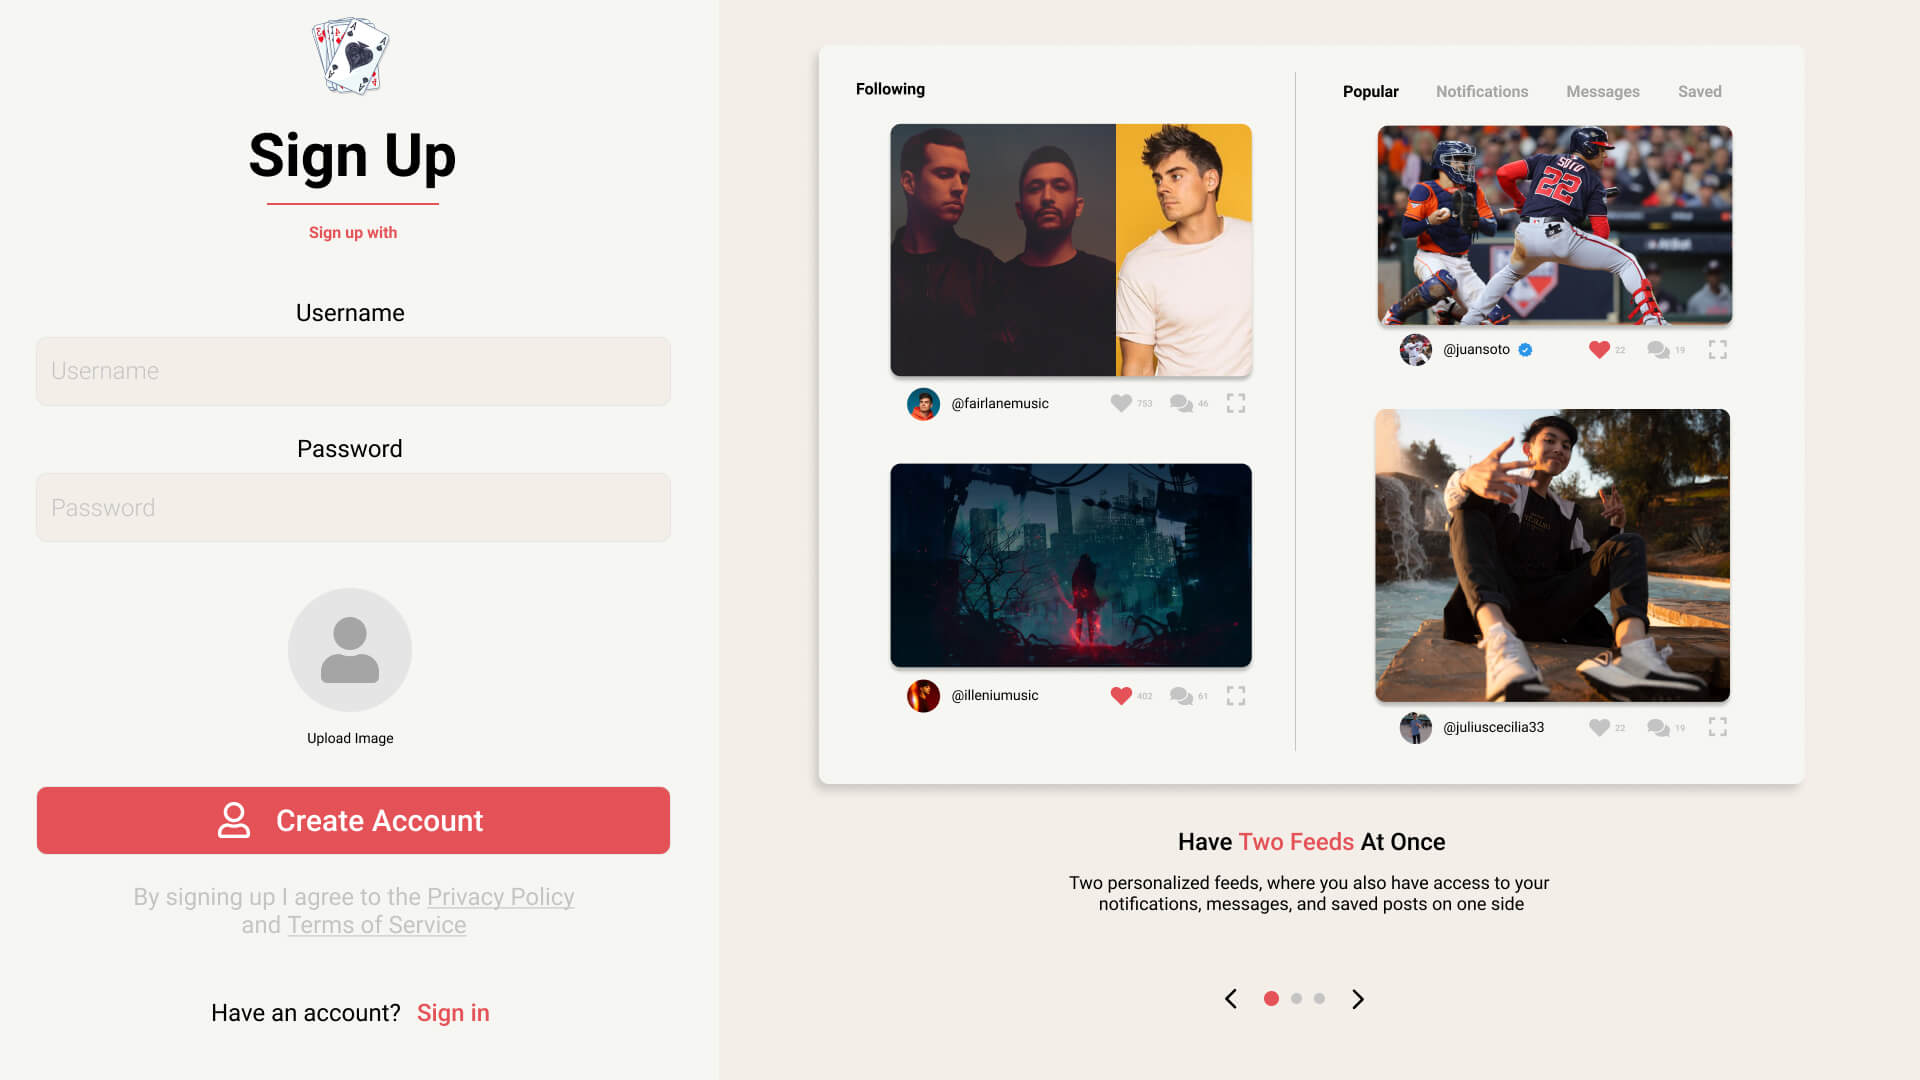 Sign Up
Sign up with
Username
Username
Password
Password
Upload Image
Create Account
By signing up I agree to the Privacy Policy
and Terms of Service
Have an account? Sign in
Following
@fairlanemusic 753 46
@illeniumusic 402 61
Popular Notifications Messages Saved
SOTO
22
@juansoto 22 19
@juliuscecilia33 22 19
Have Two Feeds At Once
Two personalized feeds, where you also have access to your
notifications, messages, and saved posts on one side